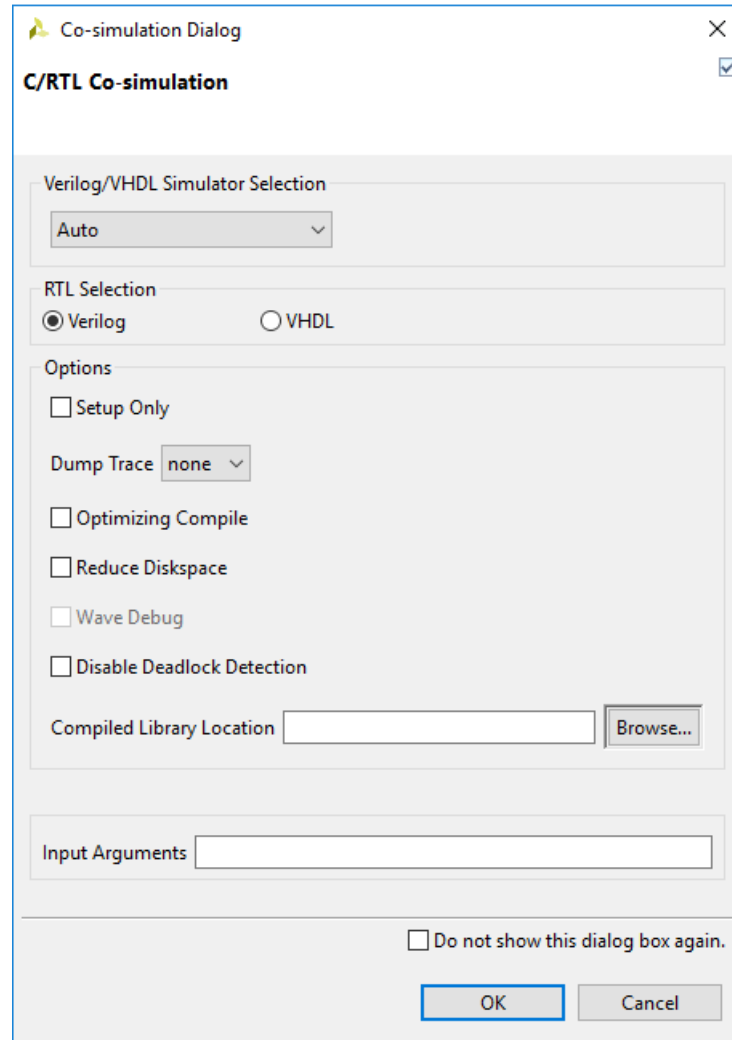 Co-simulation Dialog
C/RTL Co-simulation
Verilog/VHDL Simulator Selection
Auto
RTL Selection
Verilog VHDL
Options
Setup Only
Dump Trace none
Optimizing Compile
Reduce Diskspace
Wave Debug
Disable Deadlock Detection
Compiled Library Location Browse...
Input Arguments
Do not show this dialog box again.
OK Cancel